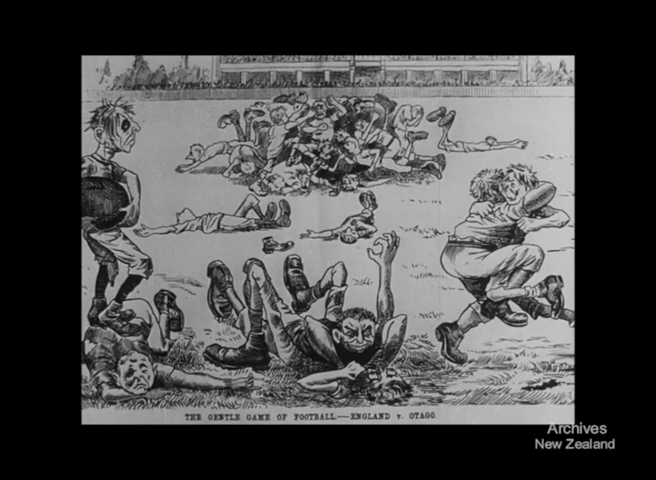 THE GENTLE GAME OF FOOTBALL—ENGLAND v. OTAGO.
Archives
New Zealand